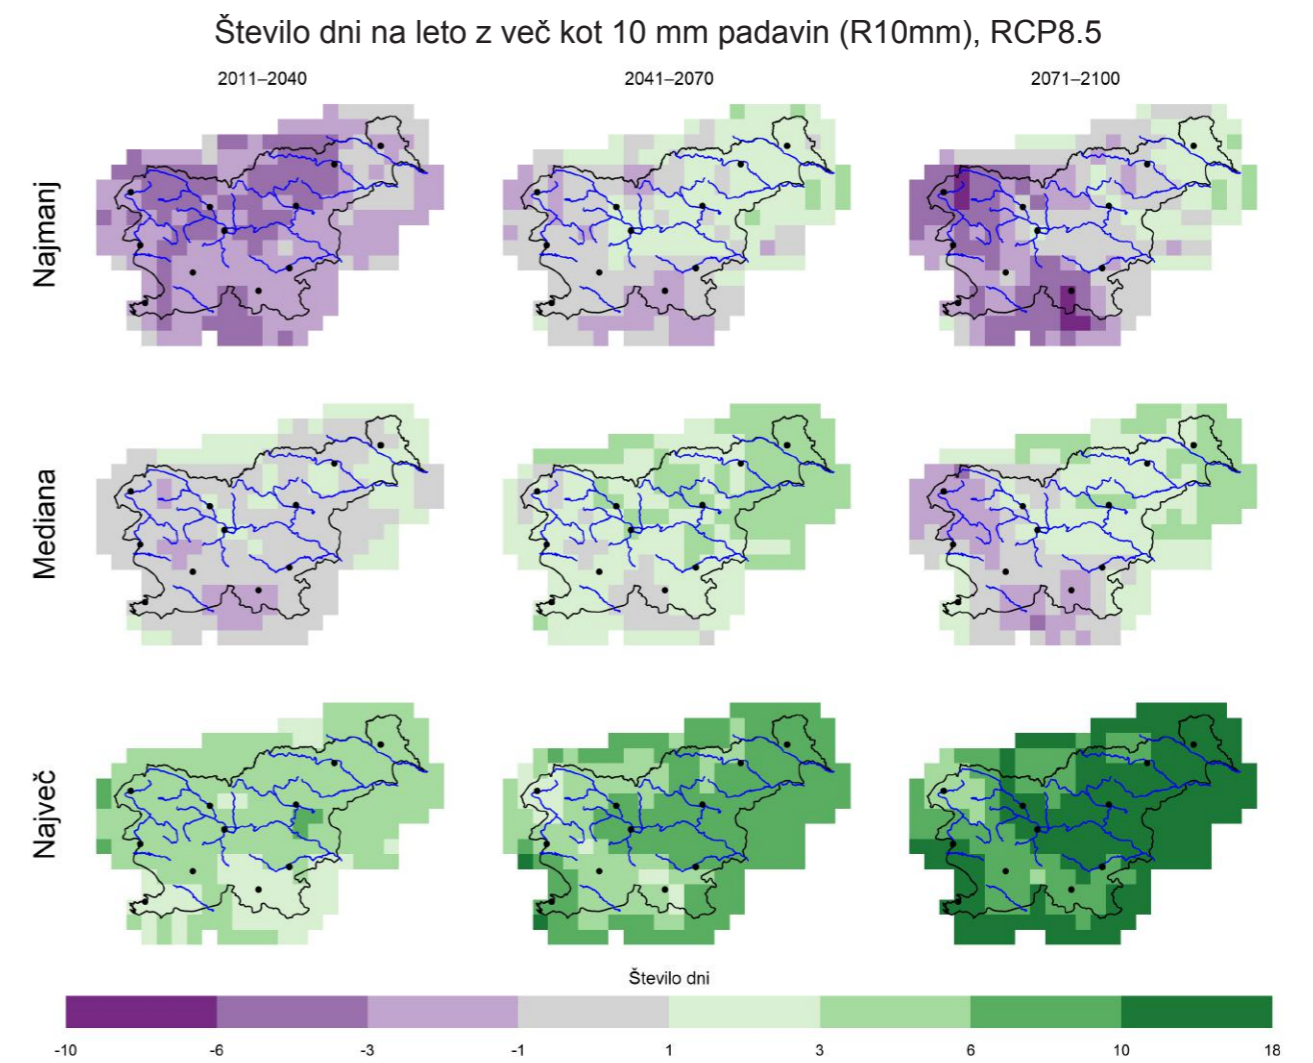 Število dni na leto z več kot 10 mm padavin (R10mm), RCP8.5
2011–2040 2041–2070 2071–2100
Najmanj
Mediana
Največ
Število dni
-10 -6 -3 -1 1 3 6 10 18